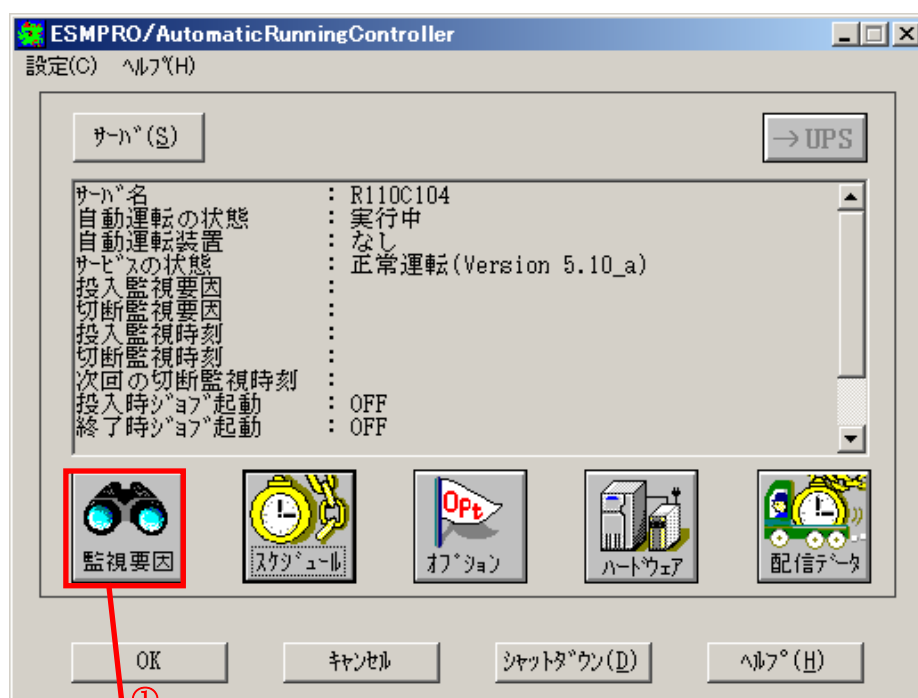 ESMPRO/AutomaticRunningController
設定(C) ﾍﾙﾌﾟ(H)
ｻｰﾊﾞ(S)
→UPS
ｻｰﾊﾞ名 : R110C104
自動運転の状態 : 実行中
自動運転装置 : なし
ｻｰﾋﾞｽの状態 : 正常運転(Version 5.10_a)
投入監視要因 :
切断監視要因 :
投入監視時刻 :
切断監視時刻 :
次回の切断監視時刻 :
投入時ｼﾞｮﾌﾞ起動 : OFF
終了時ｼﾞｮﾌﾞ起動 : OFF
OPt
監視要因 ｽｹｼﾞｭｰﾙ ｵﾌﾟｼｮﾝ ﾊｰﾄﾞｳｪｱ 配信ﾃﾞｰﾀ
OK ｷｬﾝｾﾙ ｼｬｯﾄﾀﾞｳﾝ(D) ﾍﾙﾌﾟ(H)
①